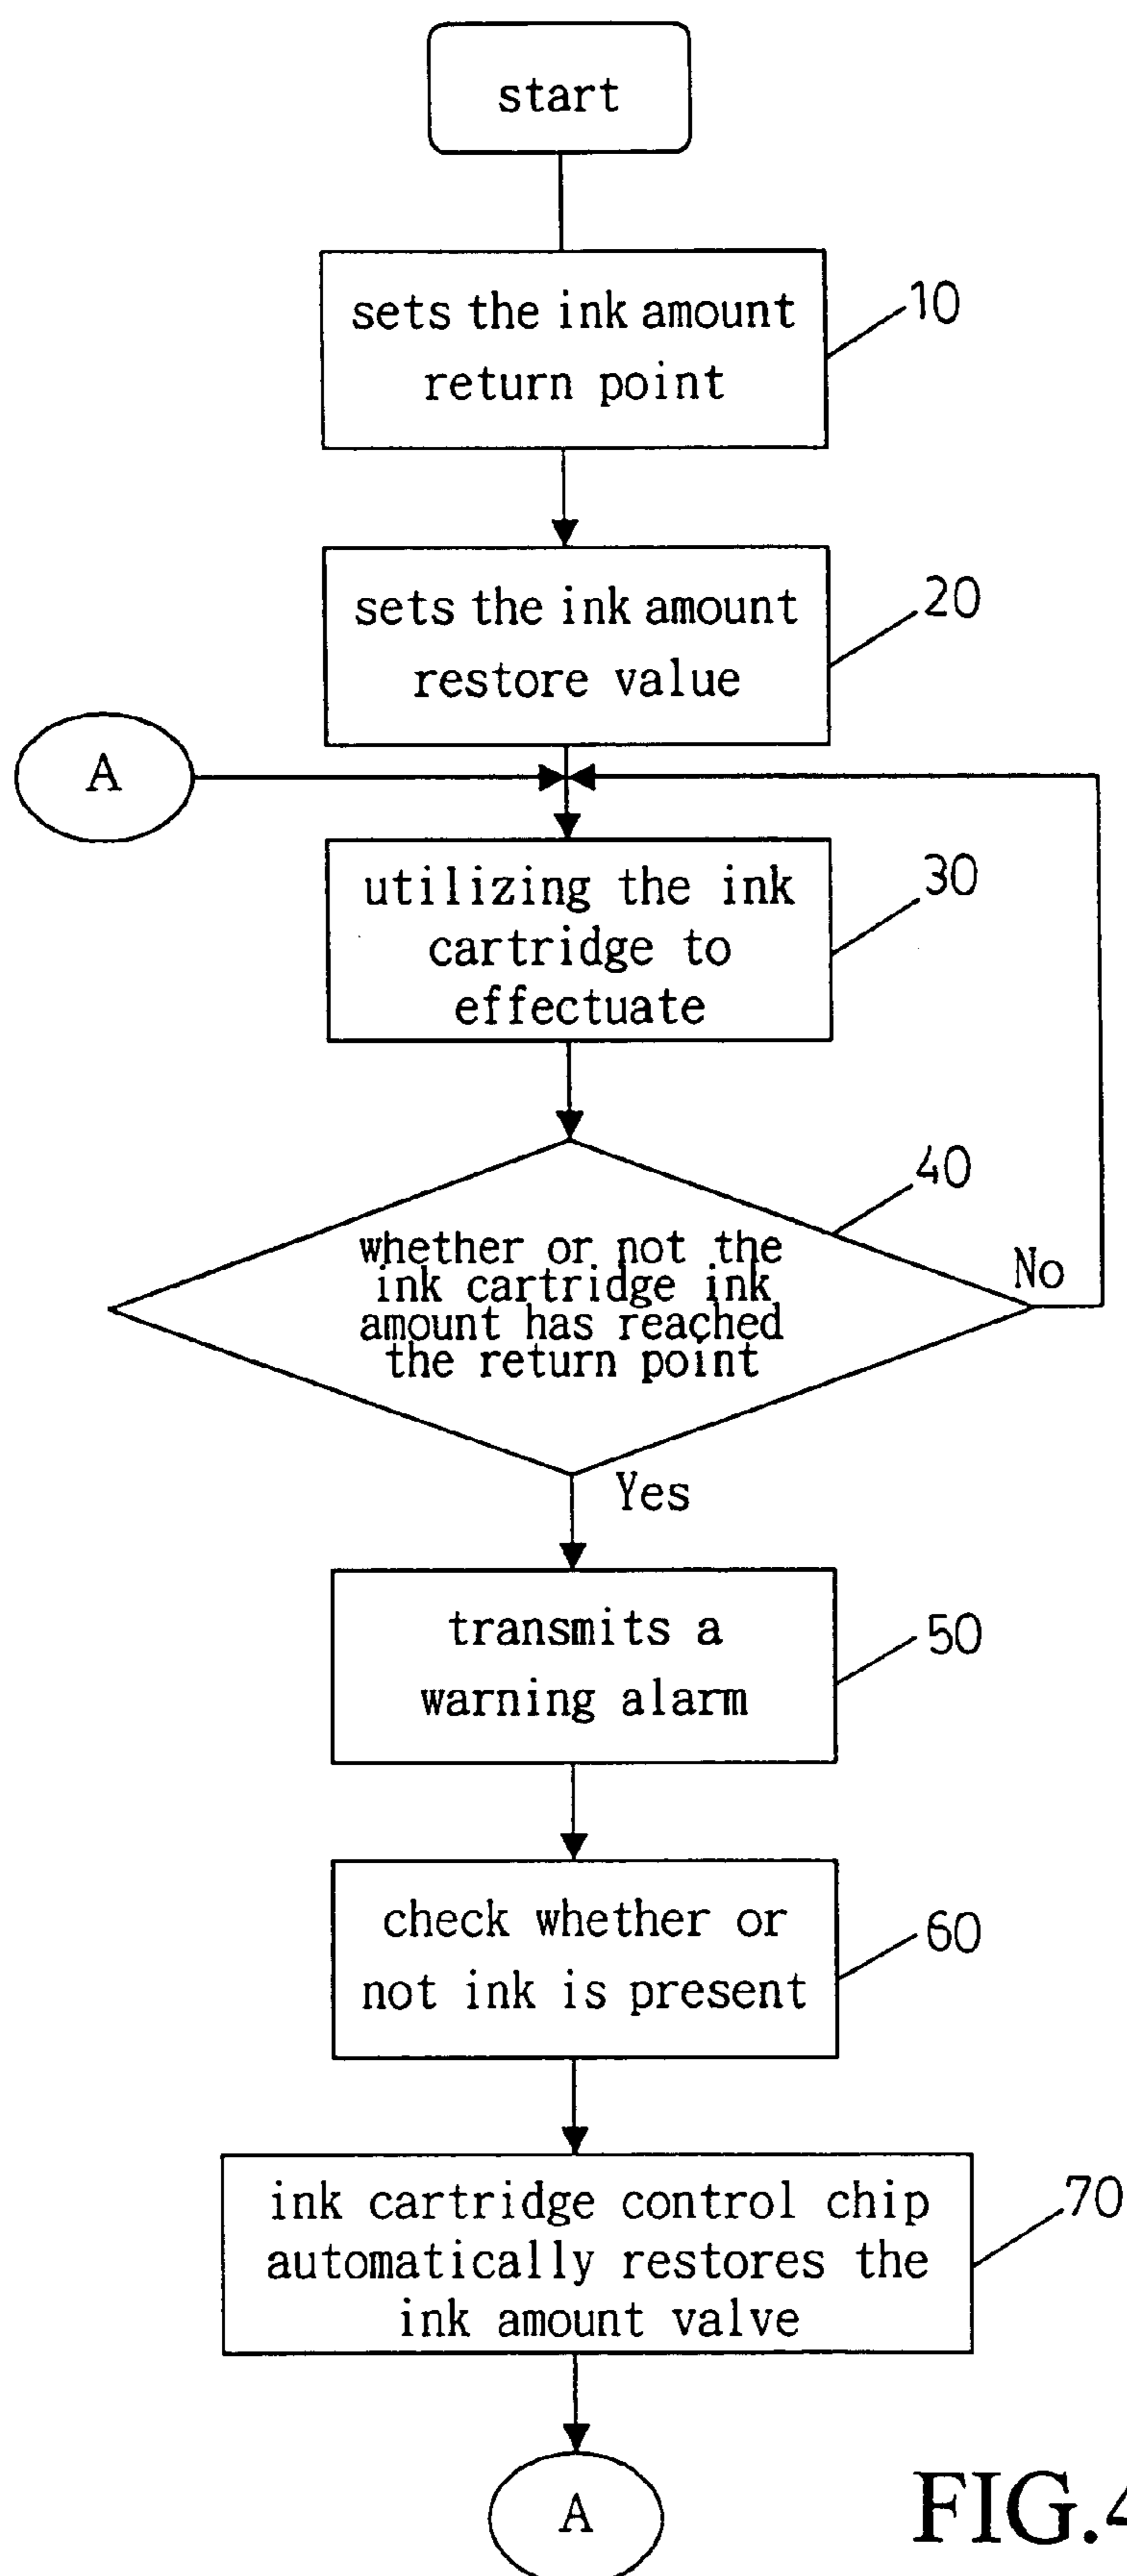 start
sets the ink amount
return point
10
sets the ink amount
restore value
20
A
utilizing the ink
cartridge to
effectuate
30
whether or not the
ink cartridge ink
amount has reached
the return point
40
No
Yes
transmits a
warning alarm
50
check whether or
not ink is present
60
ink cartridge control chip
automatically restores the
ink amount valve
70
A
FIG.4